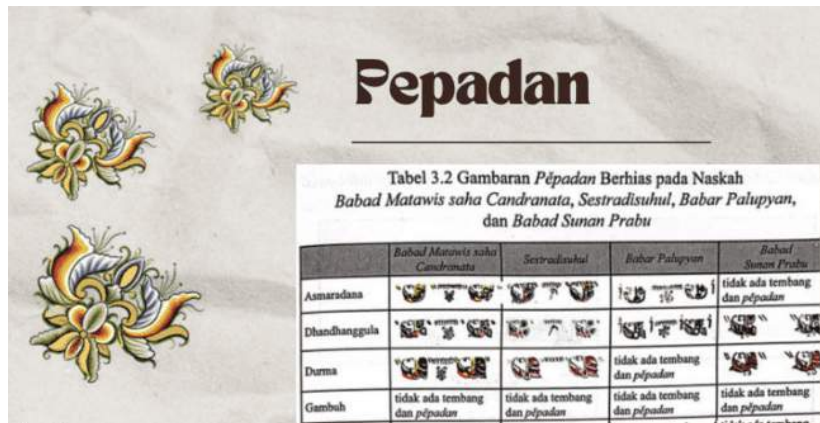 Pepadan
Tabel 3.2 Gambaran Pĕpadan Berhias pada Naskah
Babad Matawis saha Candranata, Sestradisuhul, Babar Palupyan,
dan Babad Sunan Prabu
Babad Matawis saha Candranata
Sestradisuhul
Babar Palupyan
Babad Sunan Prabu
Asmaradana
tidak ada tembang dan pĕpadan
Dhandhanggula
Durma
tidak ada tembang dan pĕpadan
Gambuh
tidak ada tembang dan pĕpadan
tidak ada tembang dan pĕpadan
tidak ada tembang dan pĕpadan
tidak ada tembang dan pĕpadan